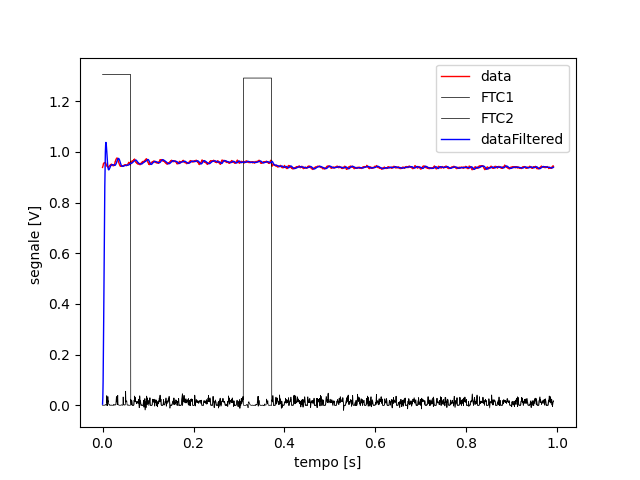 data
FTC1
FTC2
dataFiltered
1.2
1.0
0.8
0.6
0.4
0.2
0.0
segnale [V]
0.0 0.2 0.4 0.6 0.8 1.0
tempo [s]